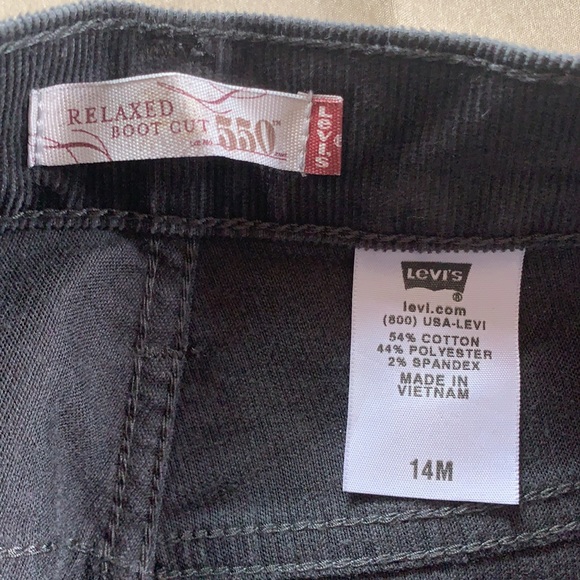 RELAXED
BOOT CUT
550™
Levi's®
Levi's®
levi.com
(800) USA-LEVI
54% COTTON
44% POLYESTER
2% SPANDEX
MADE IN
VIETNAM
14M